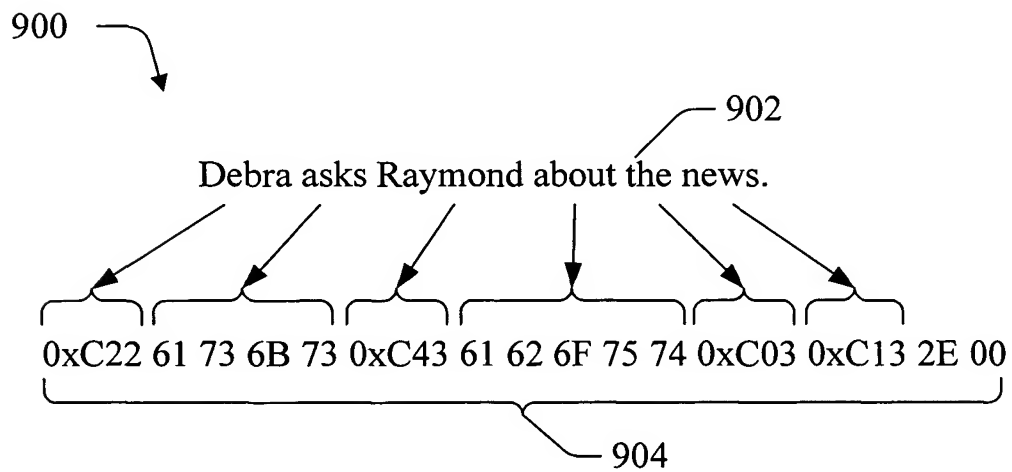 900
902
Debra asks Raymond about the news.
0xC22 61 73 6B 73 0xC43 61 62 6F 75 74 0xC03 0xC13 2E 00
904